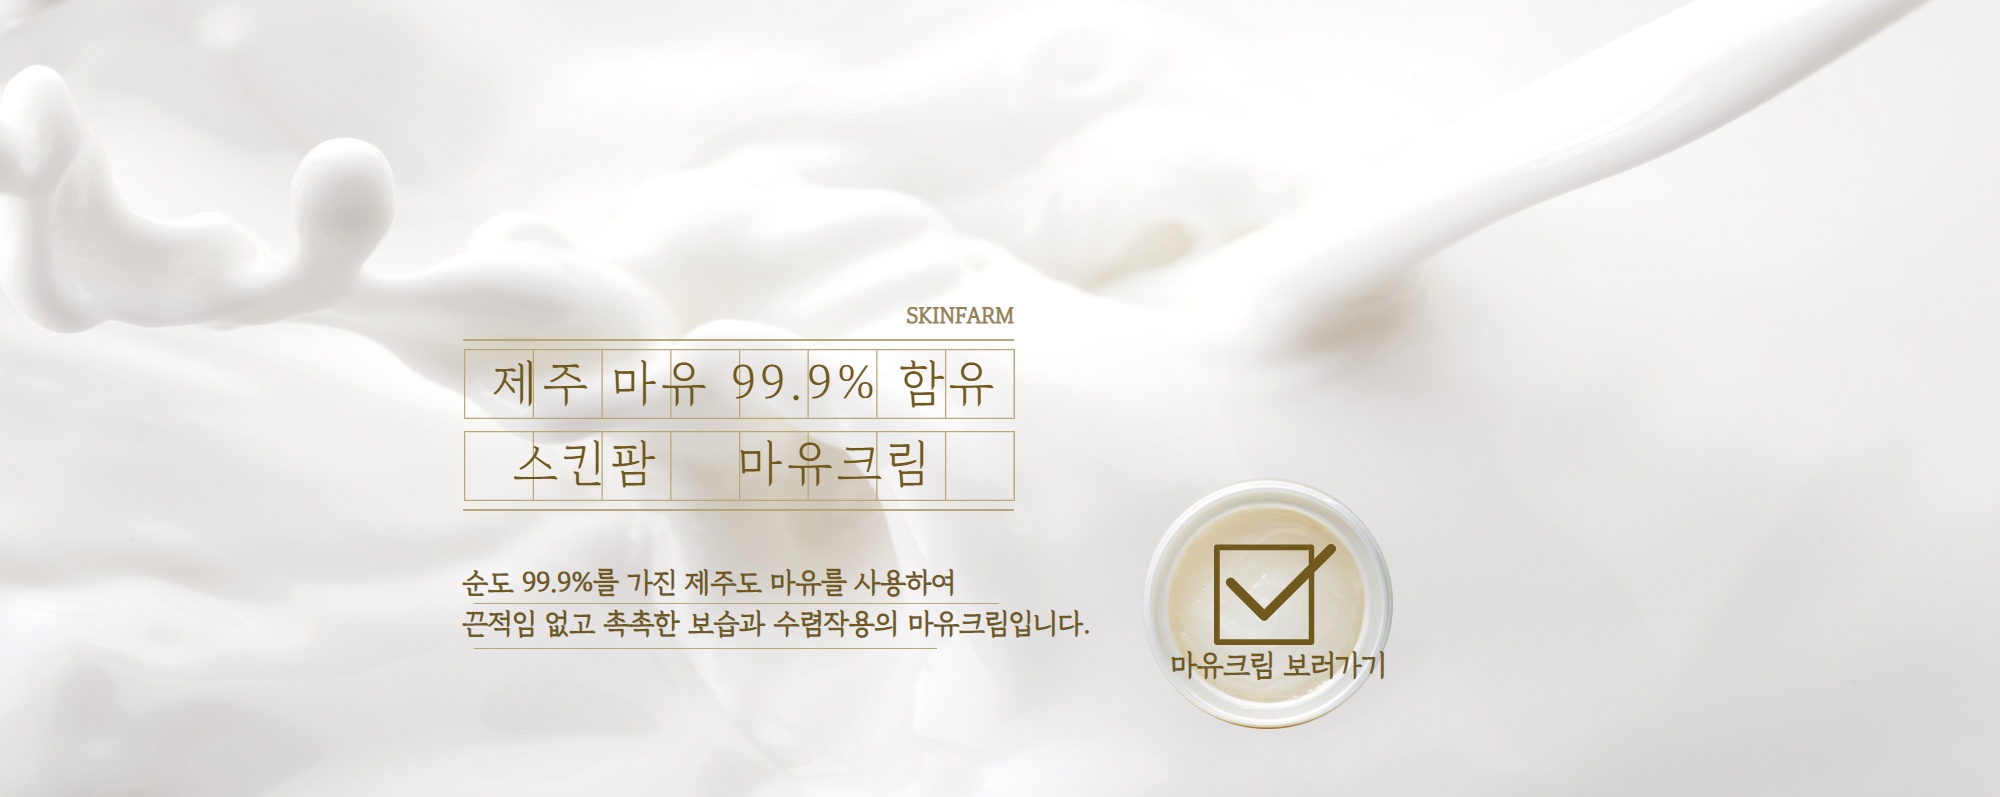 SKINFARM
제주 마유 99.9% 함유
스킨팜 마유크림
순도 99.9%를 가진 제주도 마유를 사용하여
끈적임 없고 촉촉한 보습과 수렴작용의 마유크림입니다.
마유크림 보러가기